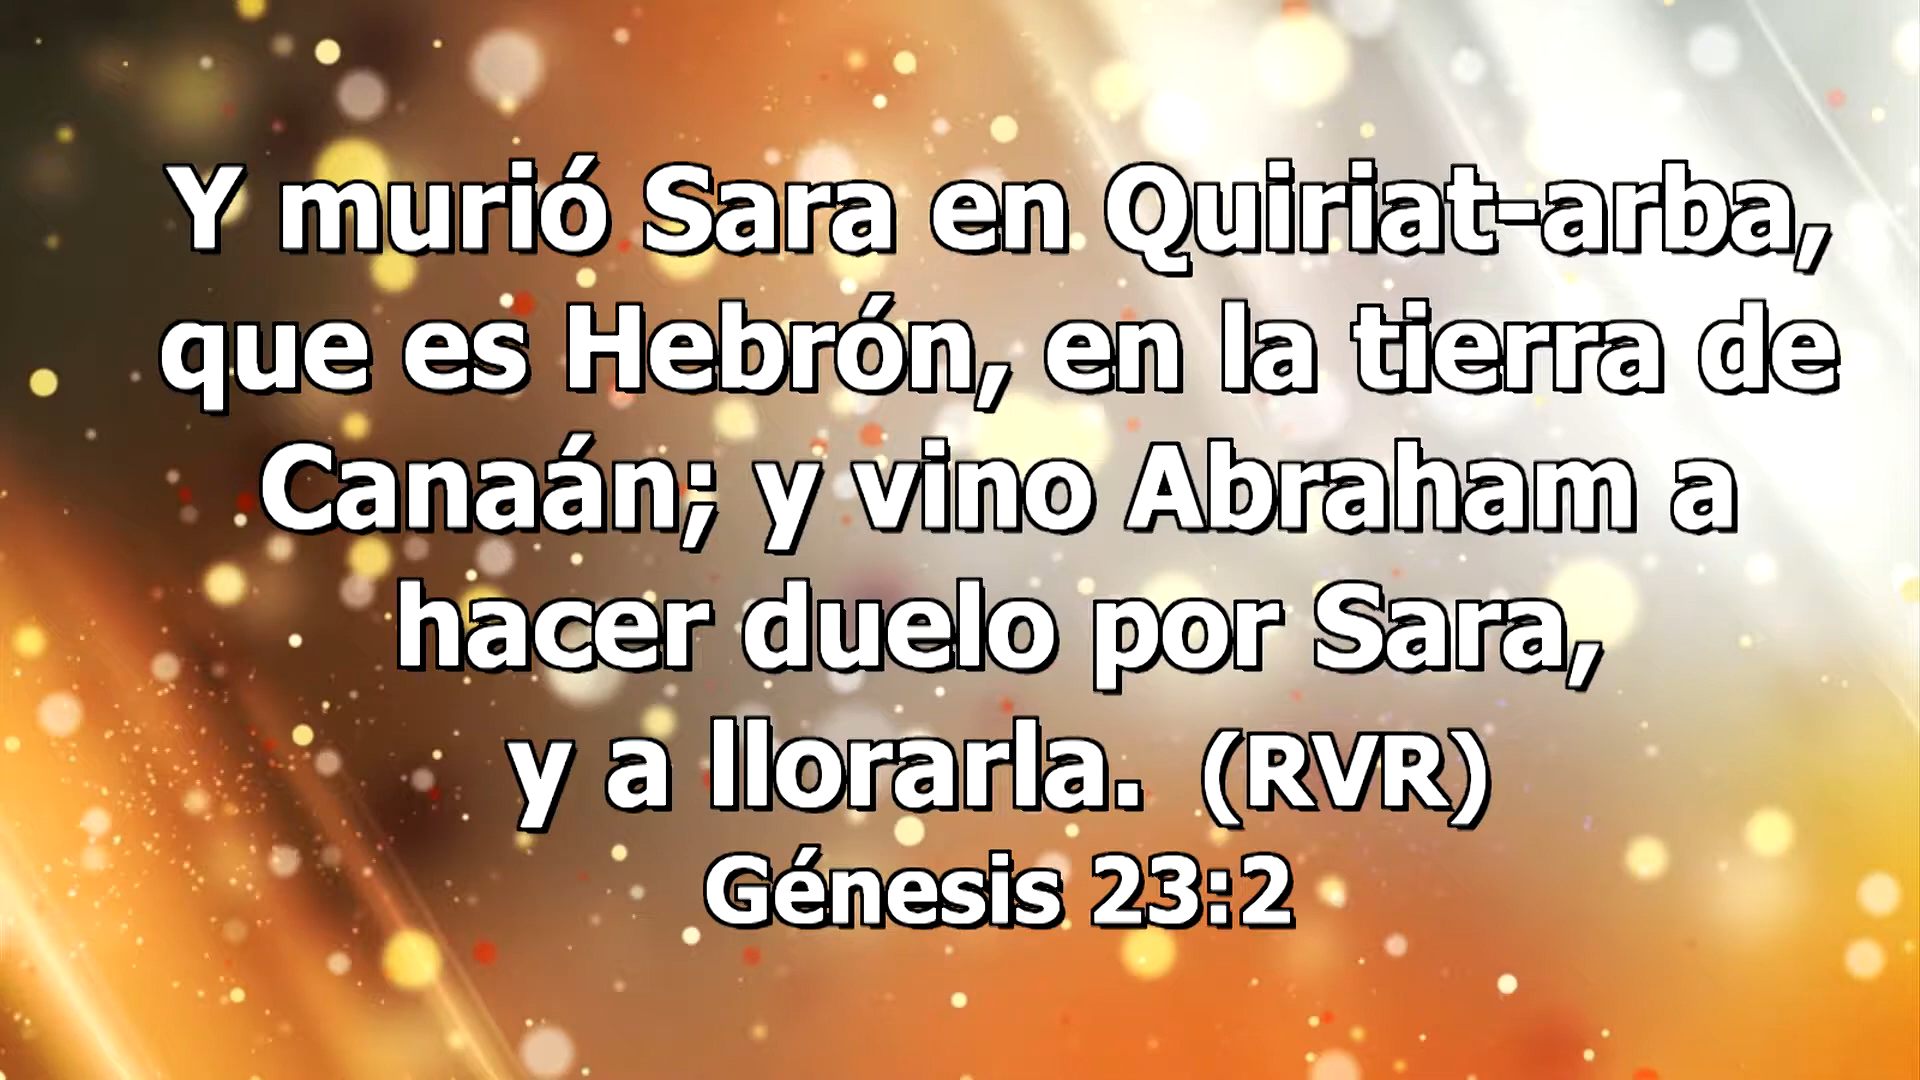 Y murió Sara en Quiriat-arba,
que es Hebrón, en la tierra de
Canaán; y vino Abraham a
hacer duelo por Sara,
y a llorarla. (RVR)
Génesis 23:2